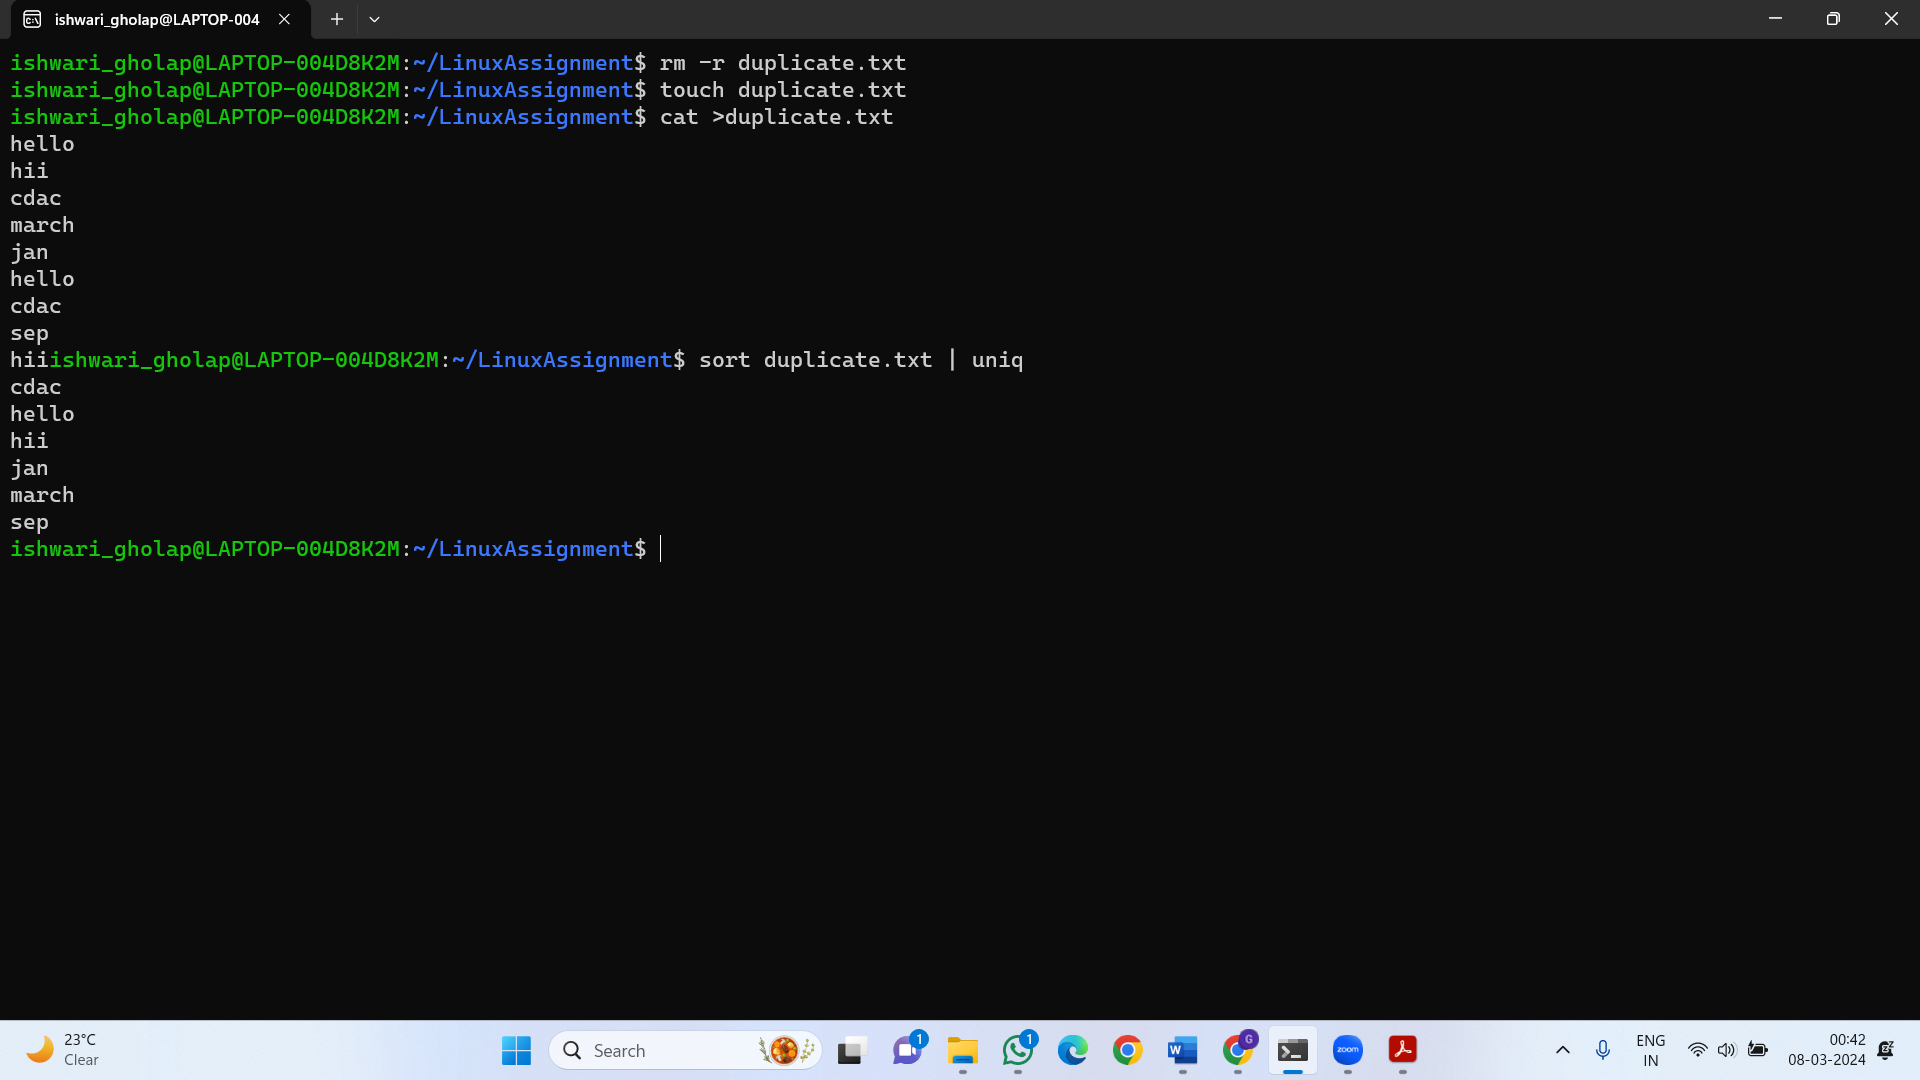 ishwari_gholap@LAPTOP-004
ishwari_gholap@LAPTOP-004D8K2M:~/LinuxAssignment$ rm -r duplicate.txt
ishwari_gholap@LAPTOP-004D8K2M:~/LinuxAssignment$ touch duplicate.txt
ishwari_gholap@LAPTOP-004D8K2M:~/LinuxAssignment$ cat >duplicate.txt
hello
hii
cdac
march
jan
hello
cdac
sep
hiiishwari_gholap@LAPTOP-004D8K2M:~/LinuxAssignment$ sort duplicate.txt | uniq
cdac
hello
hii
jan
march
sep
ishwari_gholap@LAPTOP-004D8K2M:~/LinuxAssignment$
23°C
Clear
Search
1
1
W
G
zoom
ENG
IN
00:42
08-03-2024